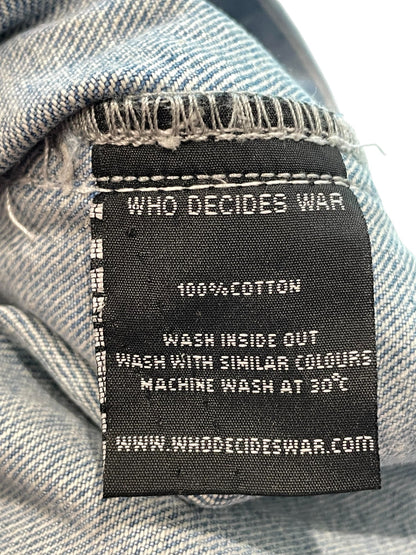 WHO DECIDES WAR
100% COTTON
WASH INSIDE OUT
WASH WITH SIMILAR COLOURS
MACHINE WASH AT 30°C
WWW.WHODECIDESWAR.COM